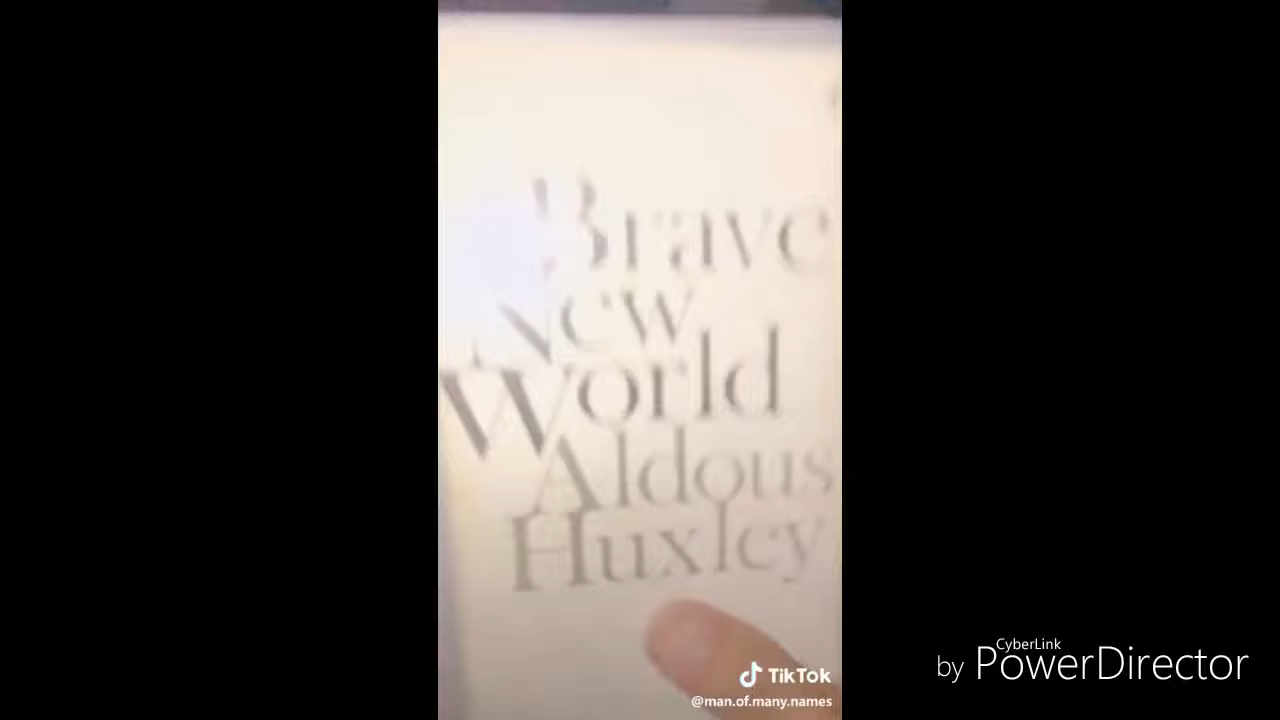 Brave
New
World
Aldous
Huxley
TikTok
@man.of.many.names
CyberLink
by PowerDirector